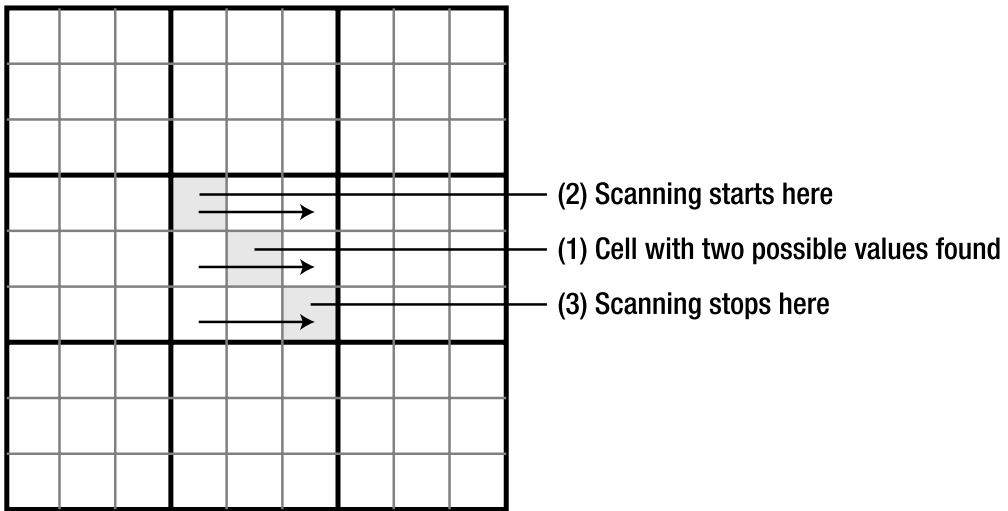 (2) Scanning starts here
(1) Cell with two possible values found
(3) Scanning stops here